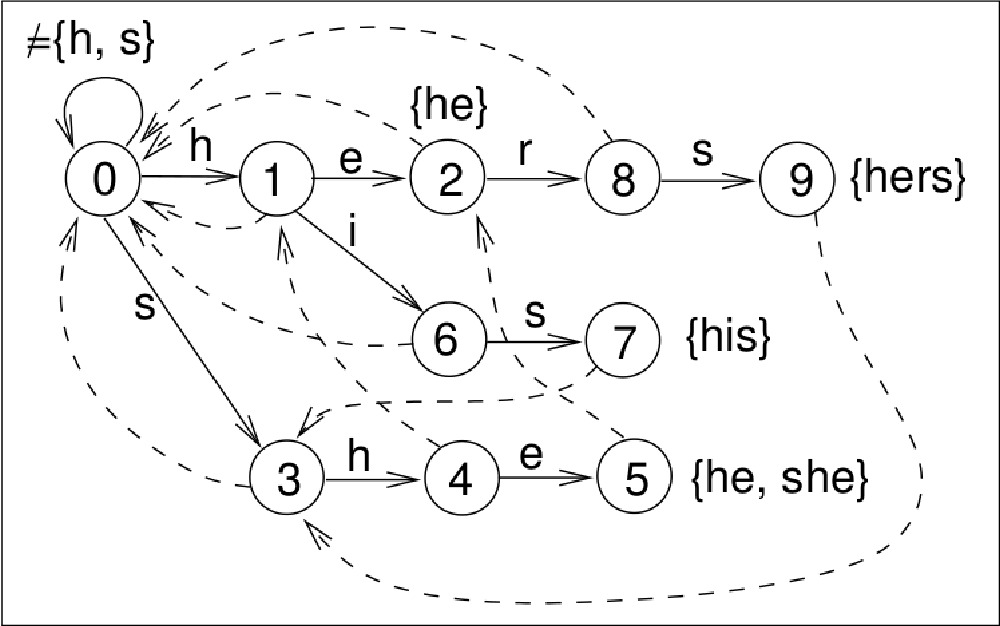 ≠{h, s}
{he}
h e r s
0 1 2 8 9 {hers}
i
s s
6 7 {his}
h e
3 4 5 {he, she}